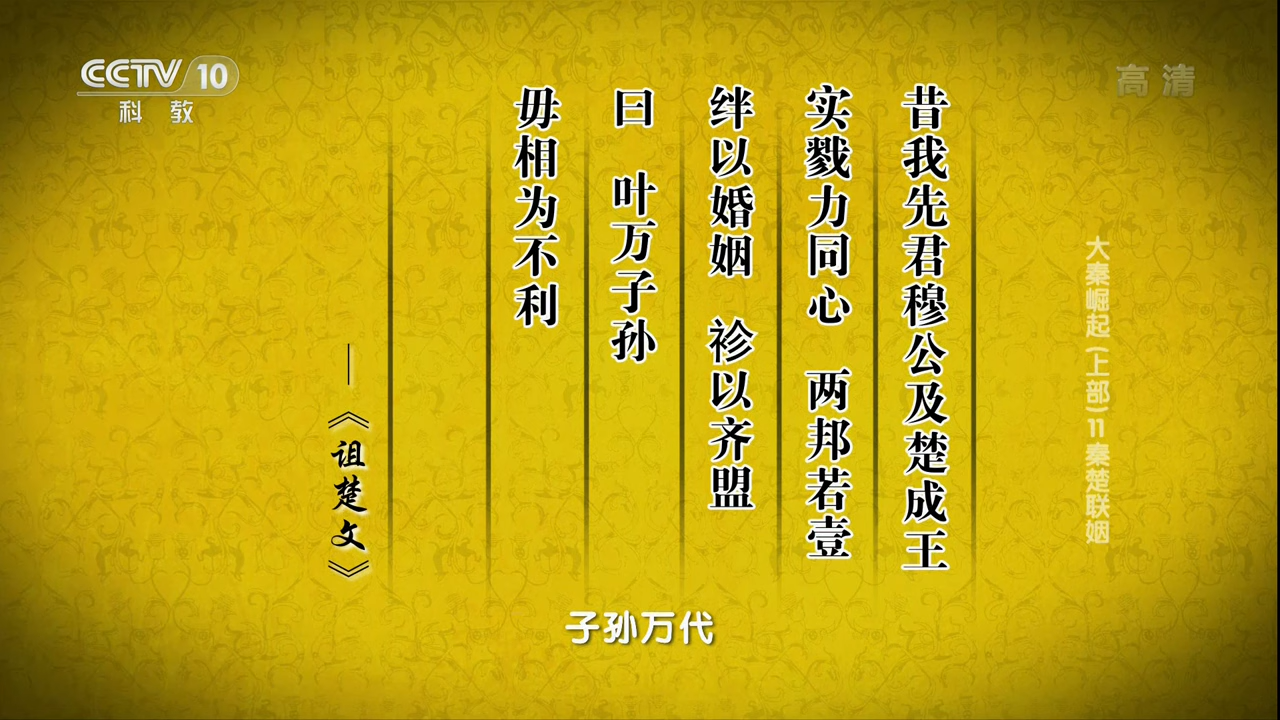 CCTV 10
科教
高清
昔我先君穆公及楚成王
实戮力同心 两邦若壹
绊以婚姻 袗以齐盟
曰 叶万子孙
毋相为不利
—《诅楚文》
大秦崛起(上部)11 秦楚联姻
子孙万代